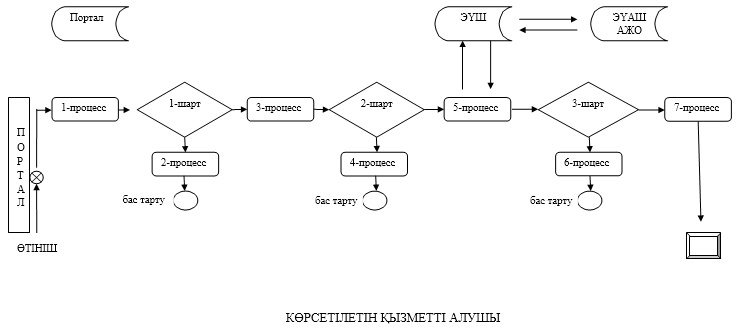 Портал
ЭҮШ
ЭҮАШ
АЖО
ПОРТАЛ
1-процесс
1-шарт
3-процесс
2-шарт
5-процесс
3-шарт
7-процесс
2-процесс
4-процесс
6-процесс
бас тарту
бас тарту
бас тарту
ӨТІНІШ
КӨРСЕТІЛЕТІН ҚЫЗМЕТТІ АЛУШЫ